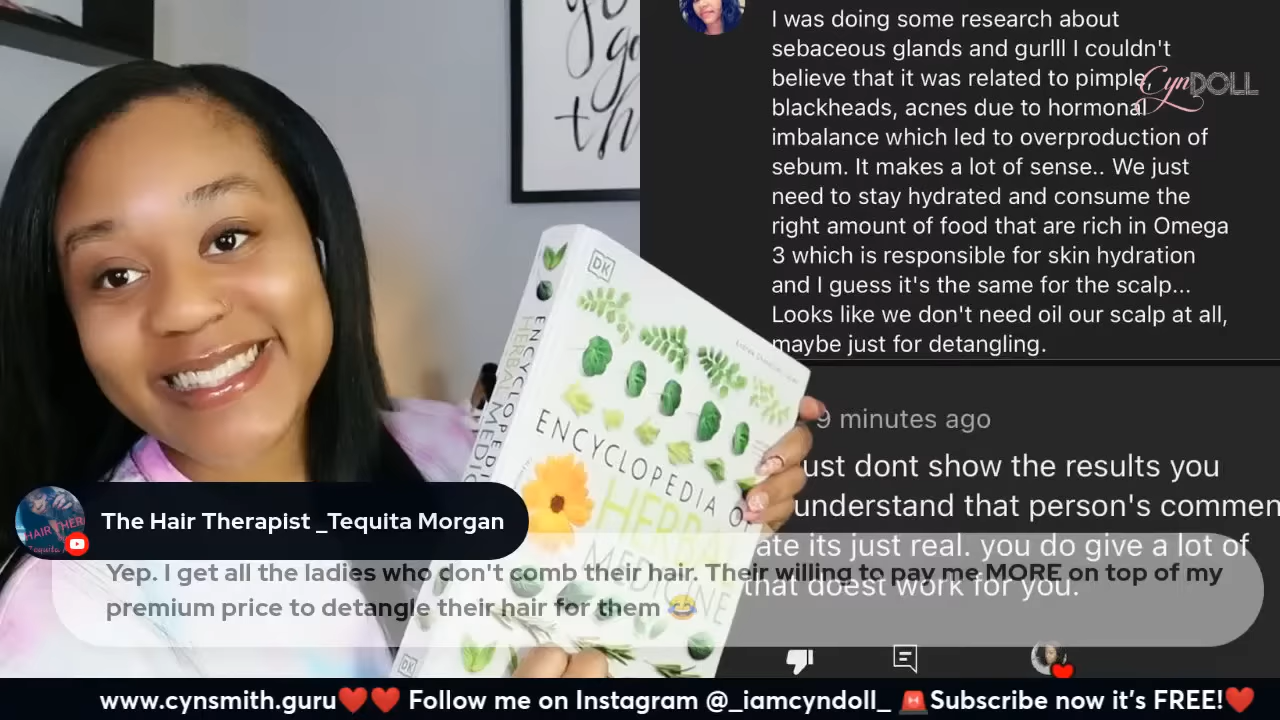 I was doing some research about
sebaceous glands and gurlll I couldn't
believe that it was related to pimple,
blackheads, acnes due to hormonal
imbalance which led to overproduction of
sebum. It makes a lot of sense.. We just
need to stay hydrated and consume the
right amount of food that are rich in Omega
3 which is responsible for skin hydration
and I guess it's the same for the scalp...
Looks like we don't need oil our scalp at all,
maybe just for detangling.
CynDOLL
DK
ENCYCLOPEDIA OF
HERBAL
MEDICINE
ENCYCLOPEDIA
HERBAL MEDIC
DK
9 minutes ago
ust dont show the results you
understand that person's commen
ate its just real. you do give a lot of
that doest work for you.
The Hair Therapist _Tequita Morgan
Yep. I get all the ladies who don't comb their hair. Their willing to pay me MORE on top of my
premium price to detangle their hair for them 😂
www.cynsmith.guru❤️❤️ Follow me on Instagram @_iamcyndoll_ 🚨Subscribe now it's FREE!❤️